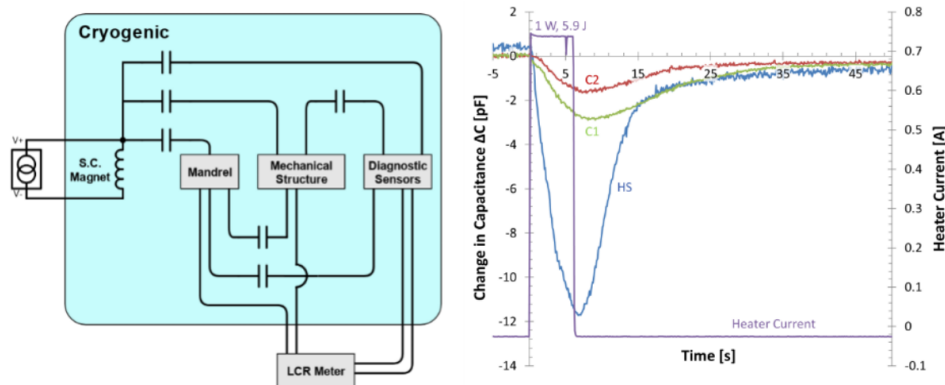 Cryogenic
V+
V-
S.C.
Magnet
Mandrel
Mechanical
Structure
Diagnostic
Sensors
LCR Meter
Change in Capacitance ΔC [pF]
2
0
-2
-4
-6
-8
-10
-12
-14
1 W, 5.9 J
-5
5
15
25
35
45
C2
C1
HS
Heater Current
Time [s]
0.8
0.7
0.6
0.5
0.4
0.3
0.2
0.1
0
-0.1
Heater Current [A]